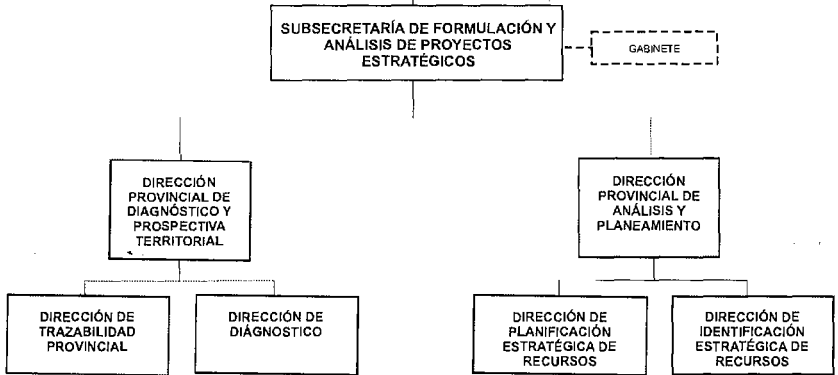 SUBSECRETARÍA DE FORMULACIÓN Y
ANÁLISIS DE PROYECTOS
ESTRATÉGICOS
GABINETE
DIRECCIÓN
PROVINCIAL DE
DIAGNÓSTICO Y
PROSPECTIVA
TERRITORIAL
DIRECCIÓN
PROVINCIAL DE
ANÁLISIS Y
PLANEAMIENTO
DIRECCIÓN DE
TRAZABILIDAD
PROVINCIAL
DIRECCIÓN DE
DIÁGNOSTICO
DIRECCIÓN DE
PLANIFICACIÓN
ESTRATÉGICA DE
RECURSOS
DIRECCIÓN DE
IDENTIFICACIÓN
ESTRATÉGICA DE
RECURSOS